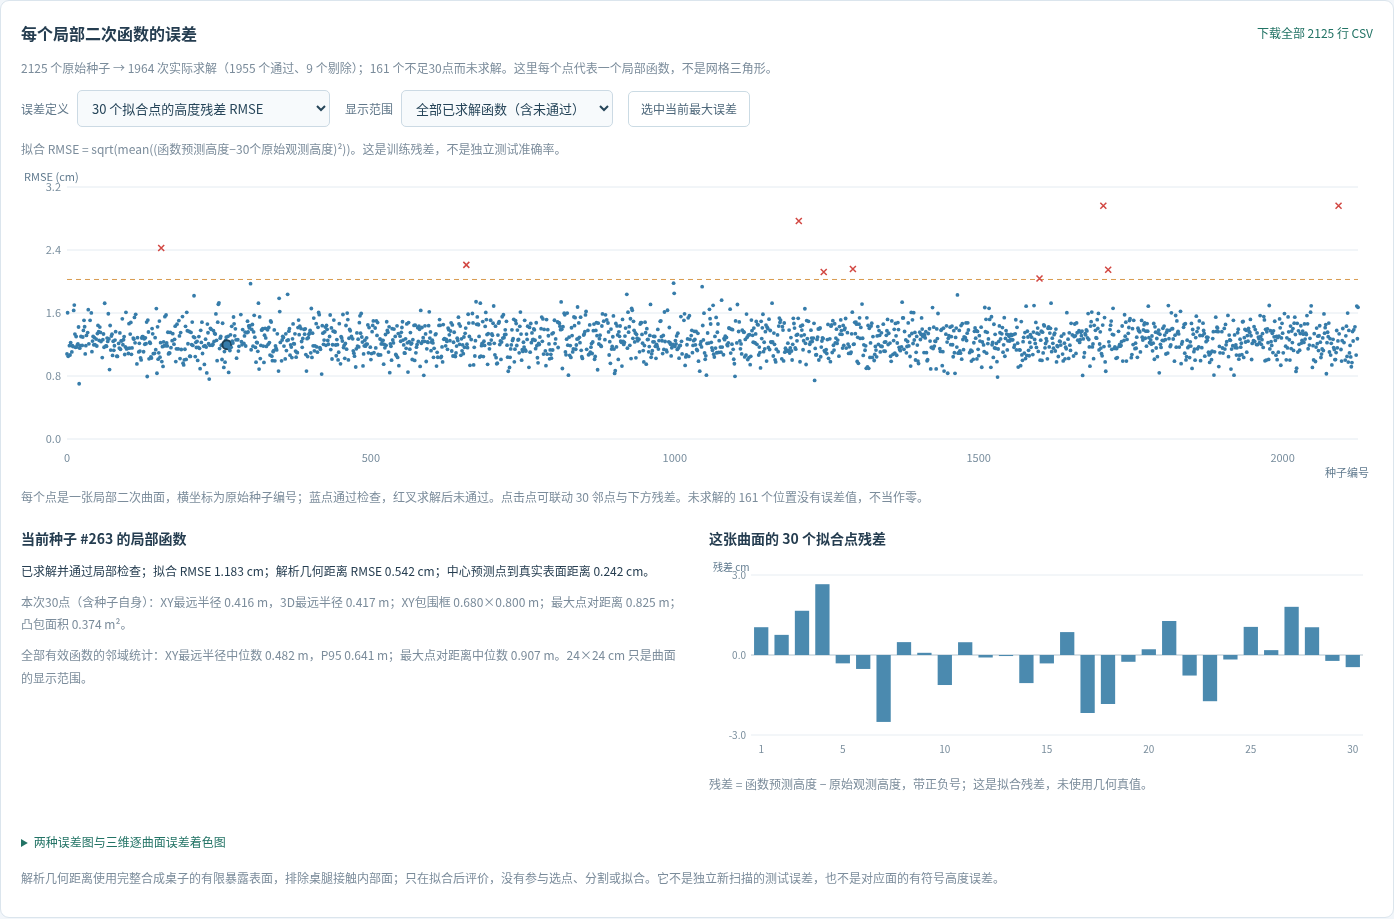 每个局部二次函数的误差
下载全部 2125 行 CSV
2125 个原始种子 → 1964 次实际求解（1955 个通过、9 个剔除）；161 个不足30点而未求解。这里每个点代表一个局部函数，不是网格三角形。
误差定义 30 个拟合点的高度残差 RMSE 显示范围 全部已求解函数（含未通过） 选中当前最大误差
拟合 RMSE = sqrt(mean((函数预测高度−30个原始观测高度)²))。这是训练残差，不是独立测试准确率。
RMSE (cm)
3.2
2.4
1.6
0.8
0.0
0 500 1000 1500 2000
种子编号
每个点是一张局部二次曲面，横坐标为原始种子编号；蓝点通过检查，红叉求解后未通过。点击点可联动 30 邻点与下方残差。未求解的 161 个位置没有误差值，不当作零。
当前种子 #263 的局部函数
已求解并通过局部检查；拟合 RMSE 1.183 cm；解析几何距离 RMSE 0.542 cm；中心预测点到真实表面距离 0.242 cm。
本次30点（含种子自身）：XY最远半径 0.416 m，3D最远半径 0.417 m；XY包围框 0.680×0.800 m；最大点对距离 0.825 m；
凸包面积 0.374 m²。
全部有效函数的邻域统计：XY最远半径中位数 0.482 m，P95 0.641 m；最大点对距离中位数 0.907 m。24×24 cm 只是曲面
的显示范围。
这张曲面的 30 个拟合点残差
残差 cm
3.0
0.0
-3.0
1 5 10 15 20 25 30
残差 = 函数预测高度 − 原始观测高度，带正负号；这是拟合残差，未使用几何真值。
▶ 两种误差图与三维逐曲面误差着色图
解析几何距离使用完整合成桌子的有限暴露表面，排除桌腿接触内部面；只在拟合后评价，没有参与选点、分割或拟合。它不是独立新扫描的测试误差，也不是对应面的有符号高度误差。